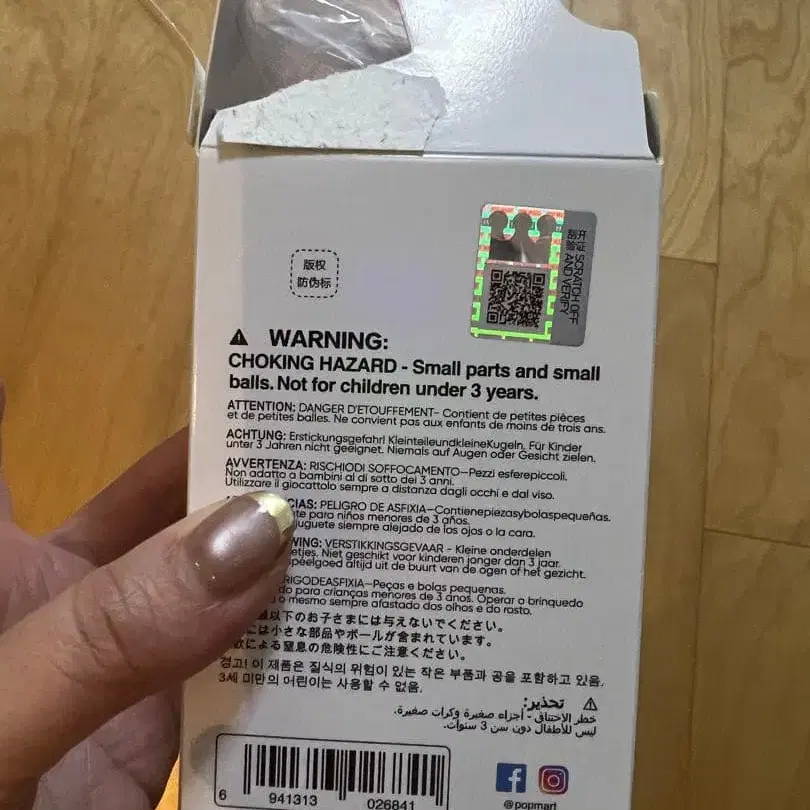 版权
防伪标
刮开
验证
SCRATCH OFF
AND VERIFY
WARNING:
CHOKING HAZARD - Small parts and small
balls. Not for children under 3 years.
ATTENTION: DANGER D'ETOUFFEMENT- Contient de petites pièces
et de petites balles. Ne convient pas aux enfants de moins de trois ans.
ACHTUNG: Erstickungsgefahr! KleinteileundkleineKugeln. Für Kinder
unter 3 Jahren nicht geeignet. Niemals auf Augen oder Gesicht zielen.
AVVERTENZA: RISCHIODI SOFFOCAMENTO—Pezzi esferepiccoli.
Non adatto a bambini al di sotto dei 3 anni.
Utilizzare il giocattolo sempre a distanza dagli occhi e dal viso.
CIAS: PELIGRO DE ASFIXIA—Contienepiezasybolaspequeñas.
te para niños menores de 3 años.
juguete siempre alejado de los ojos o la cara.
WING: VERSTIKKINGSGEVAAR - Kleine onderdelen
etjes. Niet geschikt voor kinderen jonger dan 3 jaar.
speelgoed altijd uit de buurt van de ogen of het gezicht.
RIGODEASFIXIA—Peças e bolas pequenas.
do para crianças menores de 3 anos. Operar o brinquedo
o mesmo sempre afastado dos olhos e do rosto.
以下のお子さまには与えないでください。
には小さな部品やボールが含まれています。
による窒息の危険性にご注意ください。
경고! 이 제품은 질식의 위험이 있는 작은 부품과 공을 포함하고 있음.
3세 미만의 어린이는 사용할 수 없음.
تحذير:
خطر الاختناق - أجزاء صغيرة وكرات صغيرة.
ليس للأطفال دون سن 3 سنوات.
6 941313 026841
@popmart